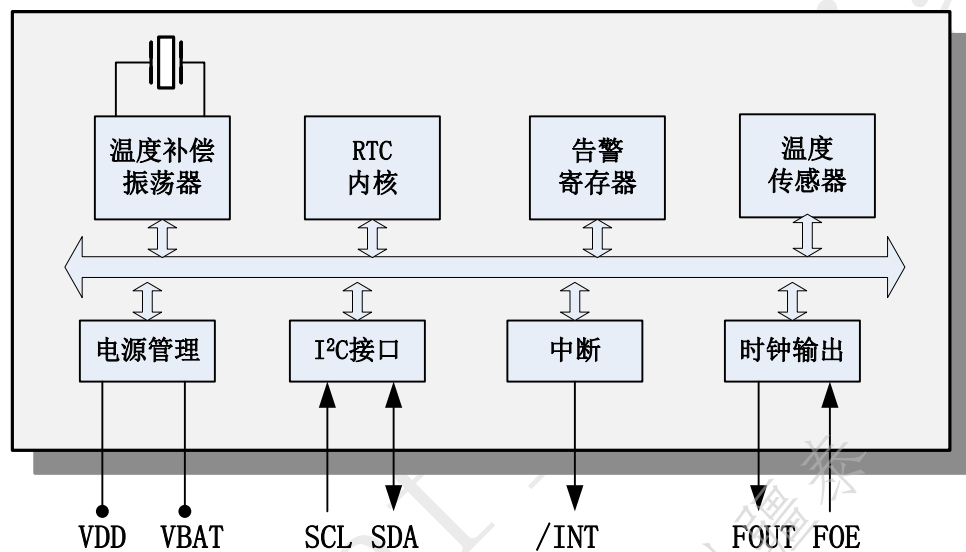 温度补偿
振荡器
RTC
内核
告警
寄存器
温度
传感器
电源管理
I²C接口
中断
时钟输出
VDD VBAT SCL SDA /INT FOUT FOE